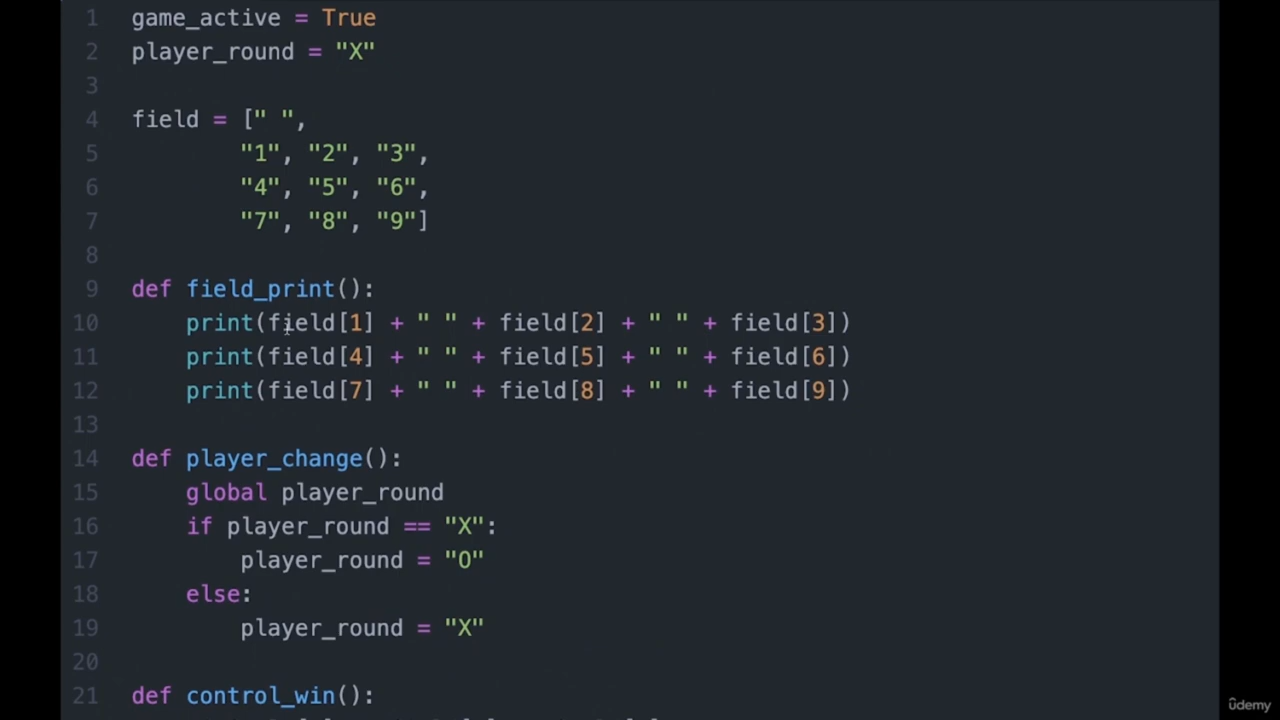 1 game_active = True
2 player_round = "X"
3
4 field = [" ",
5         "1", "2", "3",
6         "4", "5", "6",
7         "7", "8", "9"]
8
9 def field_print():
10     print(field[1] + " " + field[2] + " " + field[3])
11     print(field[4] + " " + field[5] + " " + field[6])
12     print(field[7] + " " + field[8] + " " + field[9])
13
14 def player_change():
15     global player_round
16     if player_round == "X":
17         player_round = "O"
18     else:
19         player_round = "X"
20
21 def control_win():
ûdemy